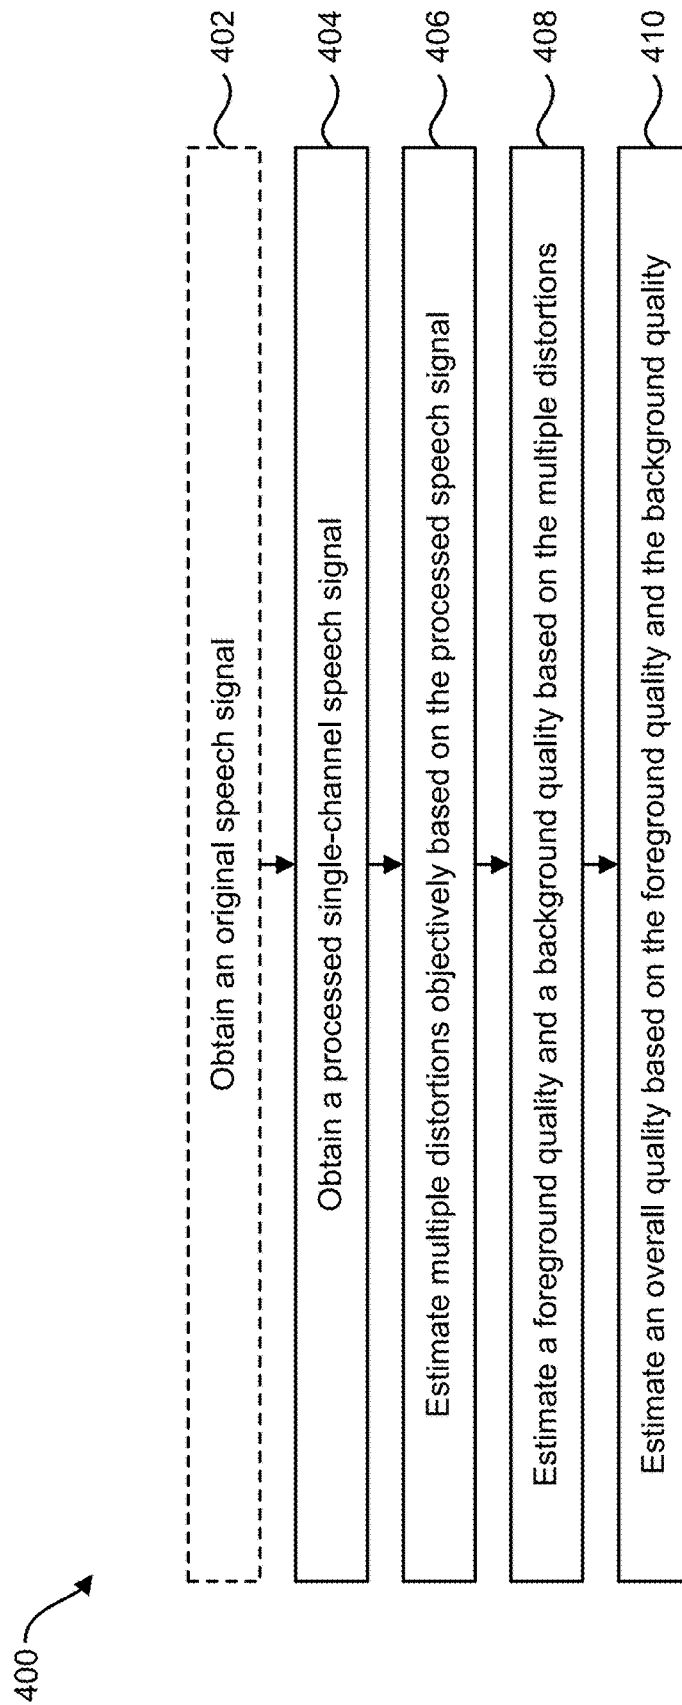 400
Obtain an original speech signal
402
Obtain a processed single-channel speech signal
404
Estimate multiple distortions objectively based on the processed speech signal
406
Estimate a foreground quality and a background quality based on the multiple distortions
408
Estimate an overall quality based on the foreground quality and the background quality
410